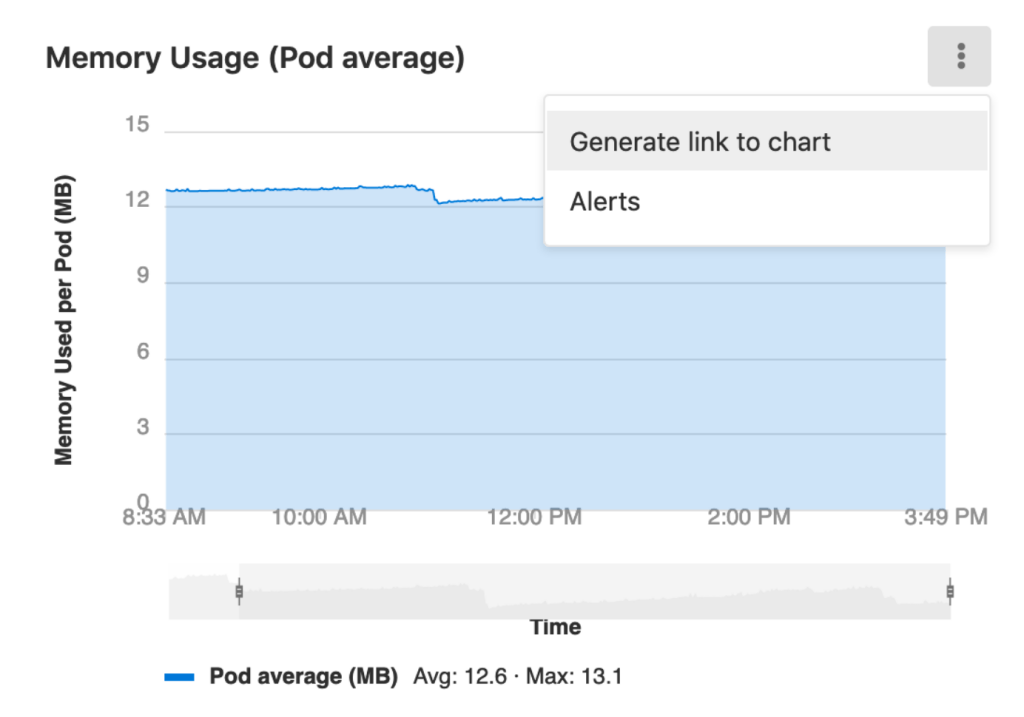 Memory Usage (Pod average)
Generate link to chart
Alerts
Memory Used per Pod (MB)
15
12
9
6
3
0
8:33 AM 10:00 AM 12:00 PM 2:00 PM 3:49 PM
Time
Pod average (MB) Avg: 12.6 · Max: 13.1